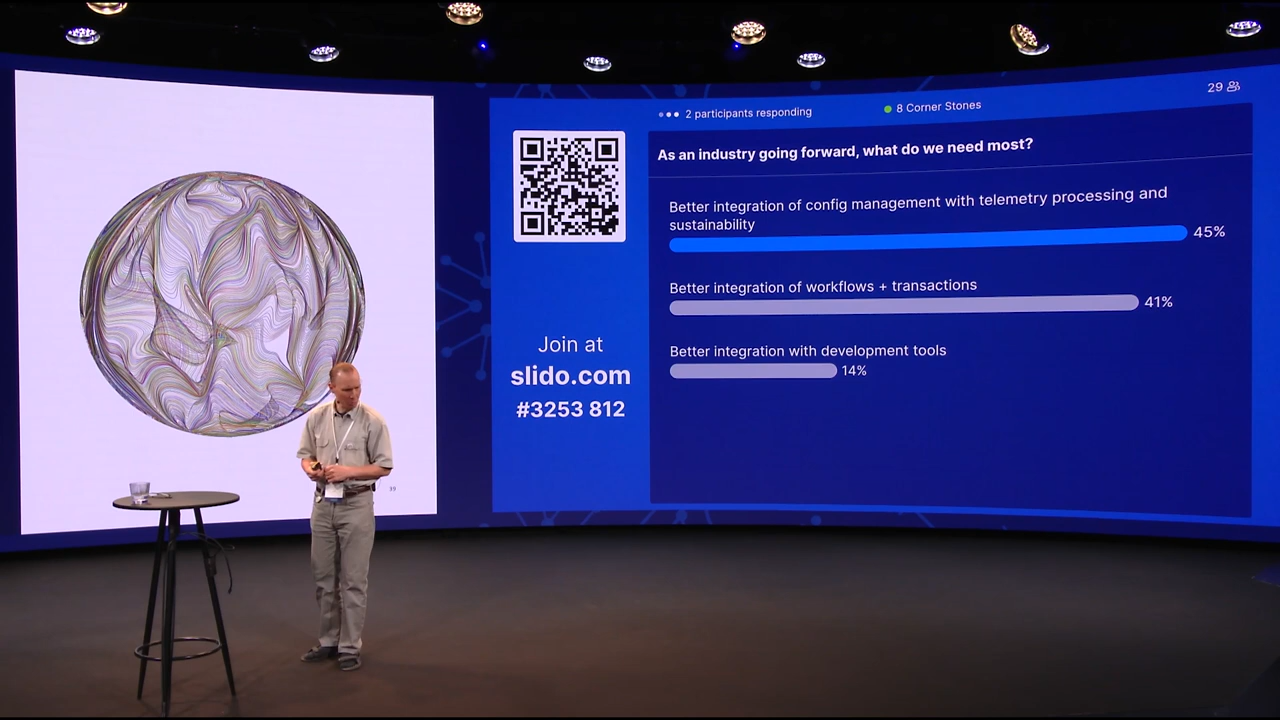 29
2 participants responding
8 Corner Stones
As an industry going forward, what do we need most?
Better integration of config management with telemetry processing and
sustainability
45%
Better integration of workflows + transactions
41%
Better integration with development tools
14%
Join at
slido.com
#3253 812
39